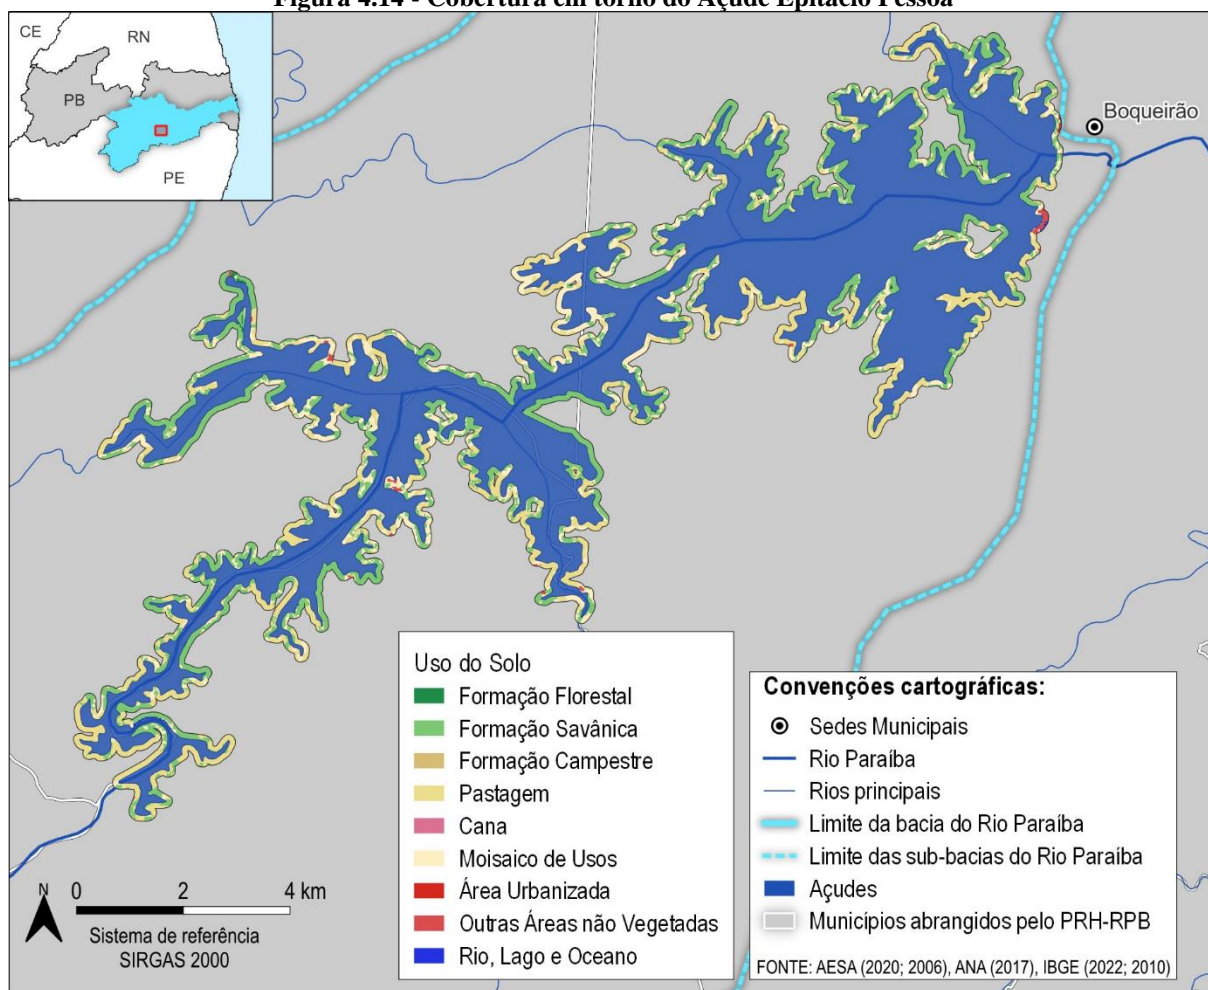 Figura 4.14 - Cobertura em torno do Açude Epitácio Pessoa
CE
RN
PB
PE
Boqueirão
Uso do Solo
Formação Florestal
Formação Savânica
Formação Campestre
Pastagem
Cana
Moisaico de Usos
Área Urbanizada
Outras Áreas não Vegetadas
Rio, Lago e Oceano
Convenções cartográficas:
Sedes Municipais
Rio Paraíba
Rios principais
Limite da bacia do Rio Paraíba
Limite das sub-bacias do Rio Paraíba
Açudes
Municípios abrangidos pelo PRH-RPB
FONTE: AESA (2020; 2006), ANA (2017), IBGE (2022; 2010)
N
0 2 4 km
Sistema de referência
SIRGAS 2000